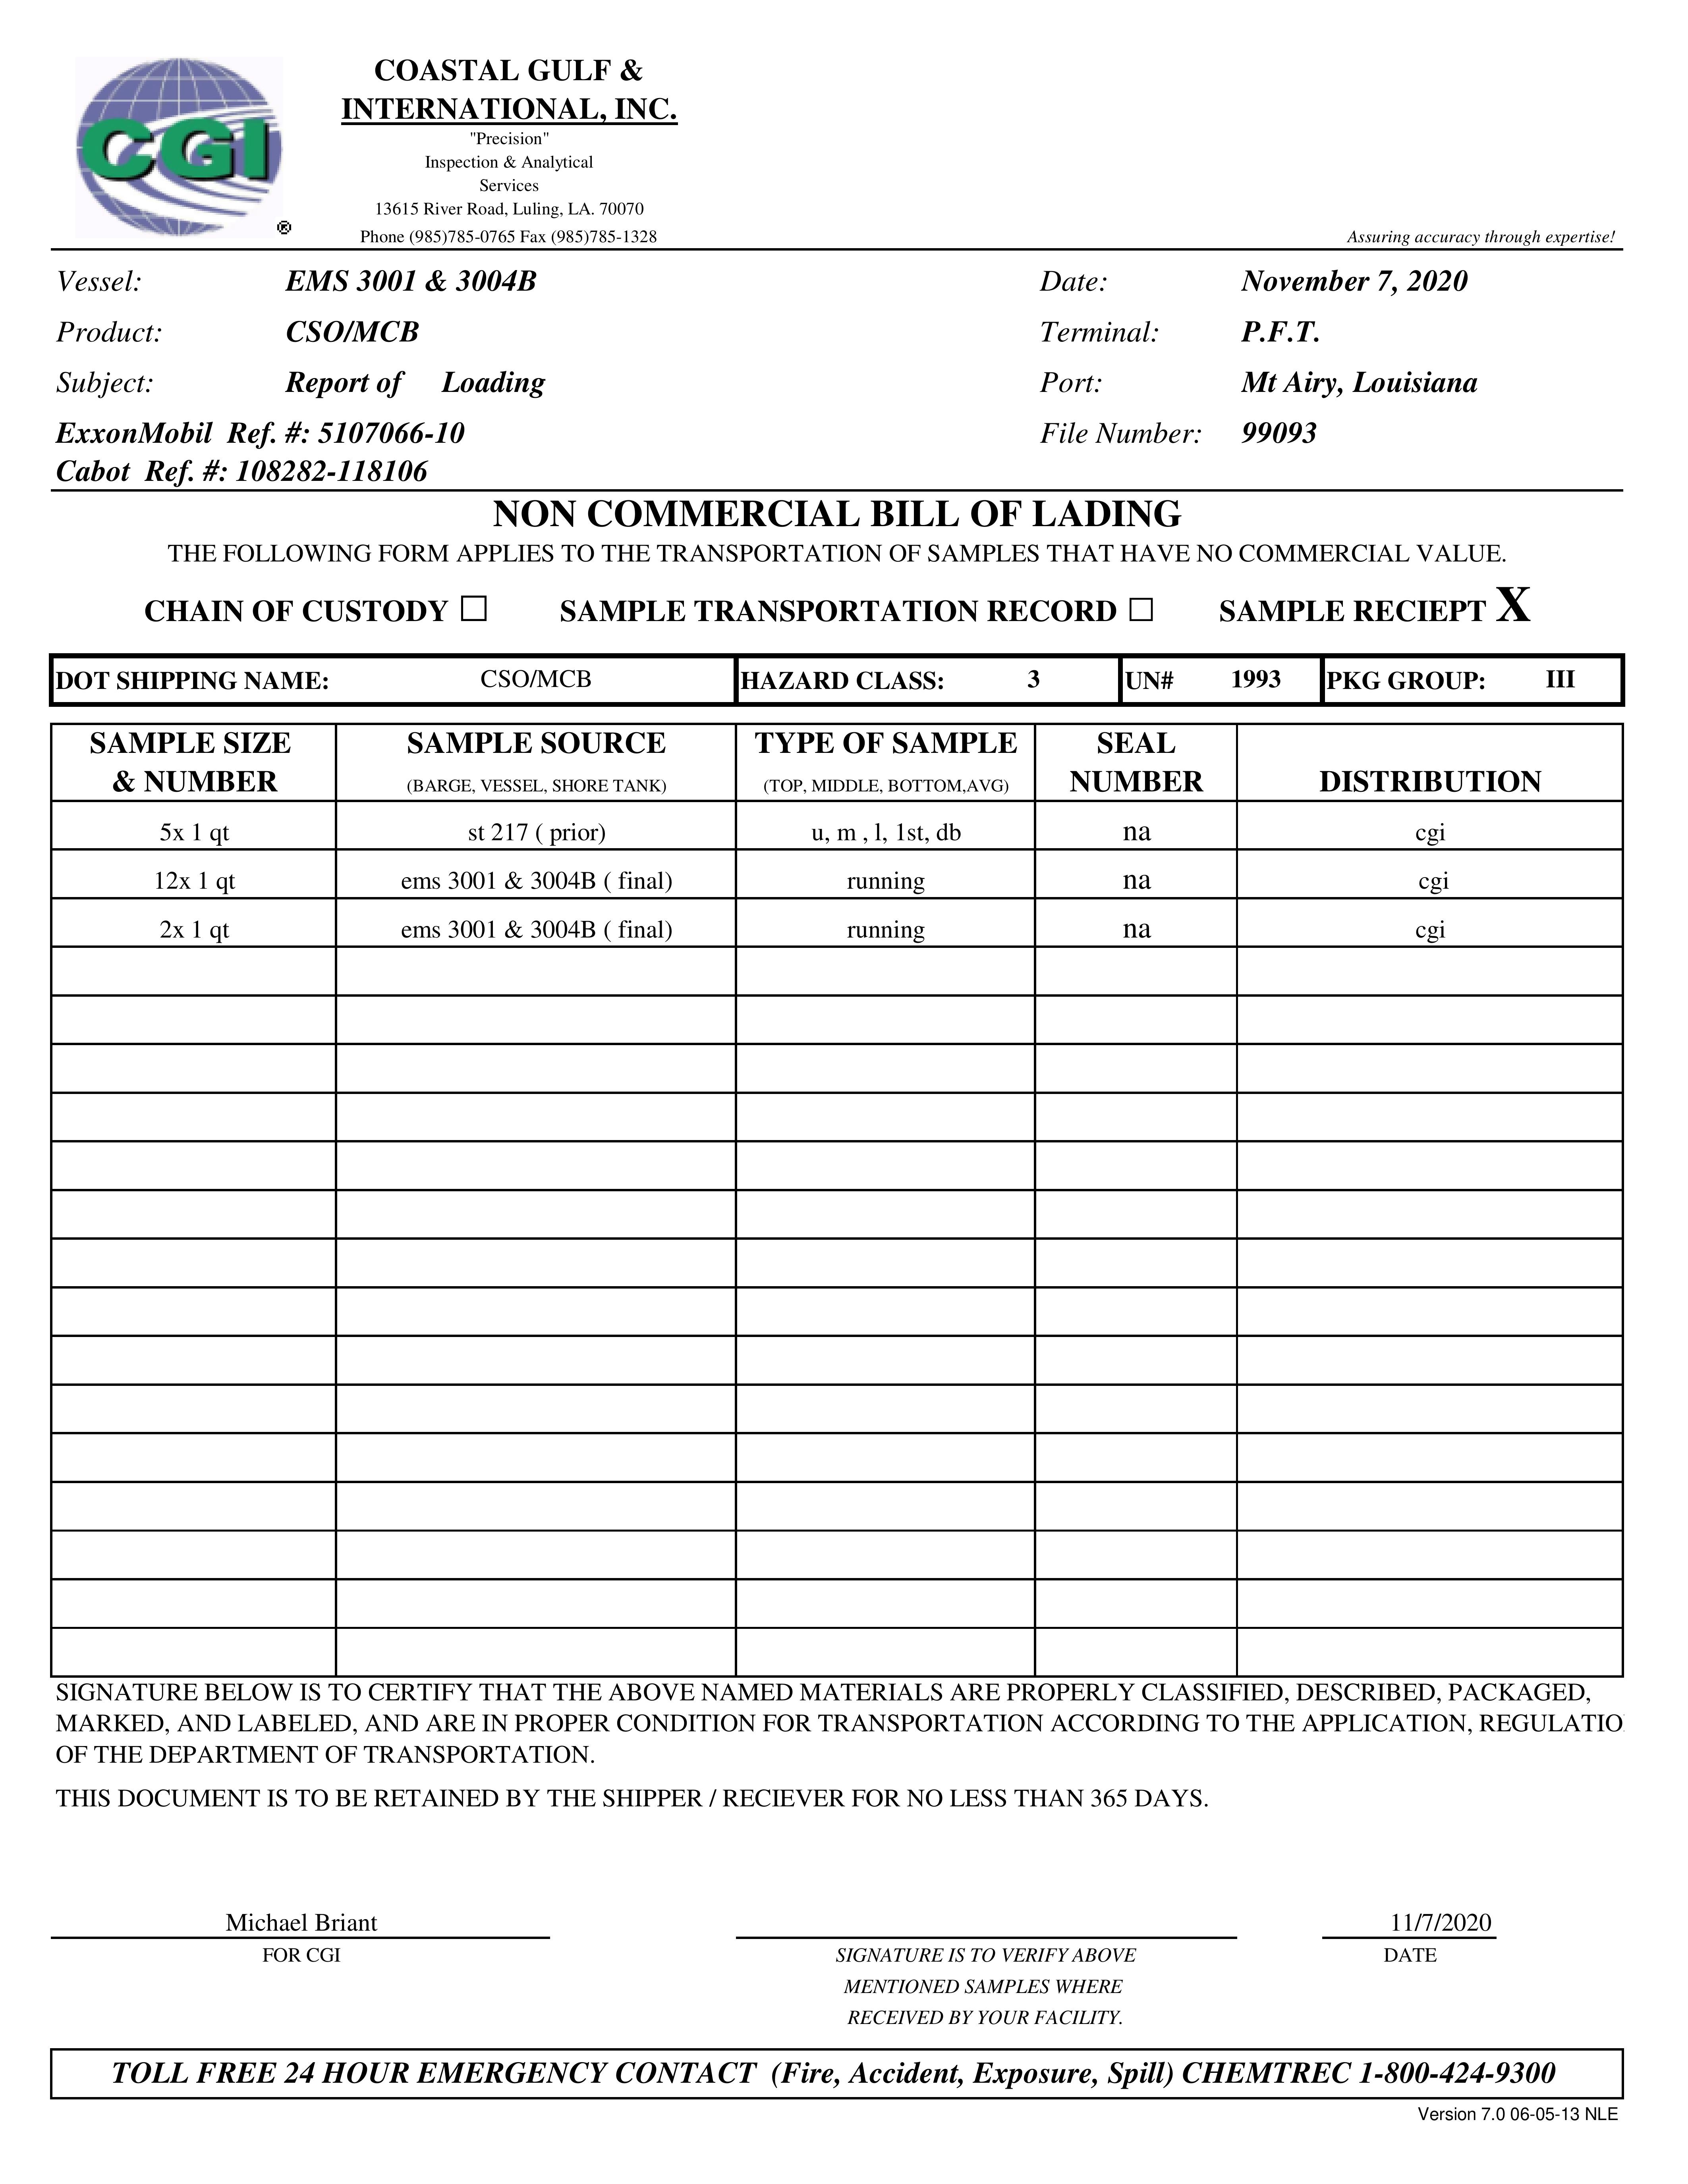 CGI
®
COASTAL GULF &
INTERNATIONAL, INC.
"Precision"
Inspection & Analytical
Services
13615 River Road, Luling, LA. 70070
Phone (985)785-0765 Fax (985)785-1328
Assuring accuracy through expertise!
Vessel: EMS 3001 & 3004B Date: November 7, 2020
Product: CSO/MCB Terminal: P.F.T.
Subject: Report of Loading Port: Mt Airy, Louisiana
ExxonMobil Ref. #: 5107066-10 File Number: 99093
Cabot Ref. #: 108282-118106
NON COMMERCIAL BILL OF LADING
THE FOLLOWING FORM APPLIES TO THE TRANSPORTATION OF SAMPLES THAT HAVE NO COMMERCIAL VALUE.
CHAIN OF CUSTODY ☐ SAMPLE TRANSPORTATION RECORD ☐ SAMPLE RECIEPT X
DOT SHIPPING NAME: CSO/MCB HAZARD CLASS: 3 UN# 1993 PKG GROUP: III
SAMPLE SIZE SAMPLE SOURCE TYPE OF SAMPLE SEAL
& NUMBER (BARGE, VESSEL, SHORE TANK) (TOP, MIDDLE, BOTTOM,AVG) NUMBER DISTRIBUTION
5x 1 qt st 217 ( prior) u, m , l, 1st, db na cgi
12x 1 qt ems 3001 & 3004B ( final) running na cgi
2x 1 qt ems 3001 & 3004B ( final) running na cgi
SIGNATURE BELOW IS TO CERTIFY THAT THE ABOVE NAMED MATERIALS ARE PROPERLY CLASSIFIED, DESCRIBED, PACKAGED,
MARKED, AND LABELED, AND ARE IN PROPER CONDITION FOR TRANSPORTATION ACCORDING TO THE APPLICATION, REGULATIO
OF THE DEPARTMENT OF TRANSPORTATION.
THIS DOCUMENT IS TO BE RETAINED BY THE SHIPPER / RECIEVER FOR NO LESS THAN 365 DAYS.
Michael Briant 11/7/2020
FOR CGI SIGNATURE IS TO VERIFY ABOVE DATE
MENTIONED SAMPLES WHERE
RECEIVED BY YOUR FACILITY.
TOLL FREE 24 HOUR EMERGENCY CONTACT (Fire, Accident, Exposure, Spill) CHEMTREC 1-800-424-9300
Version 7.0 06-05-13 NLE